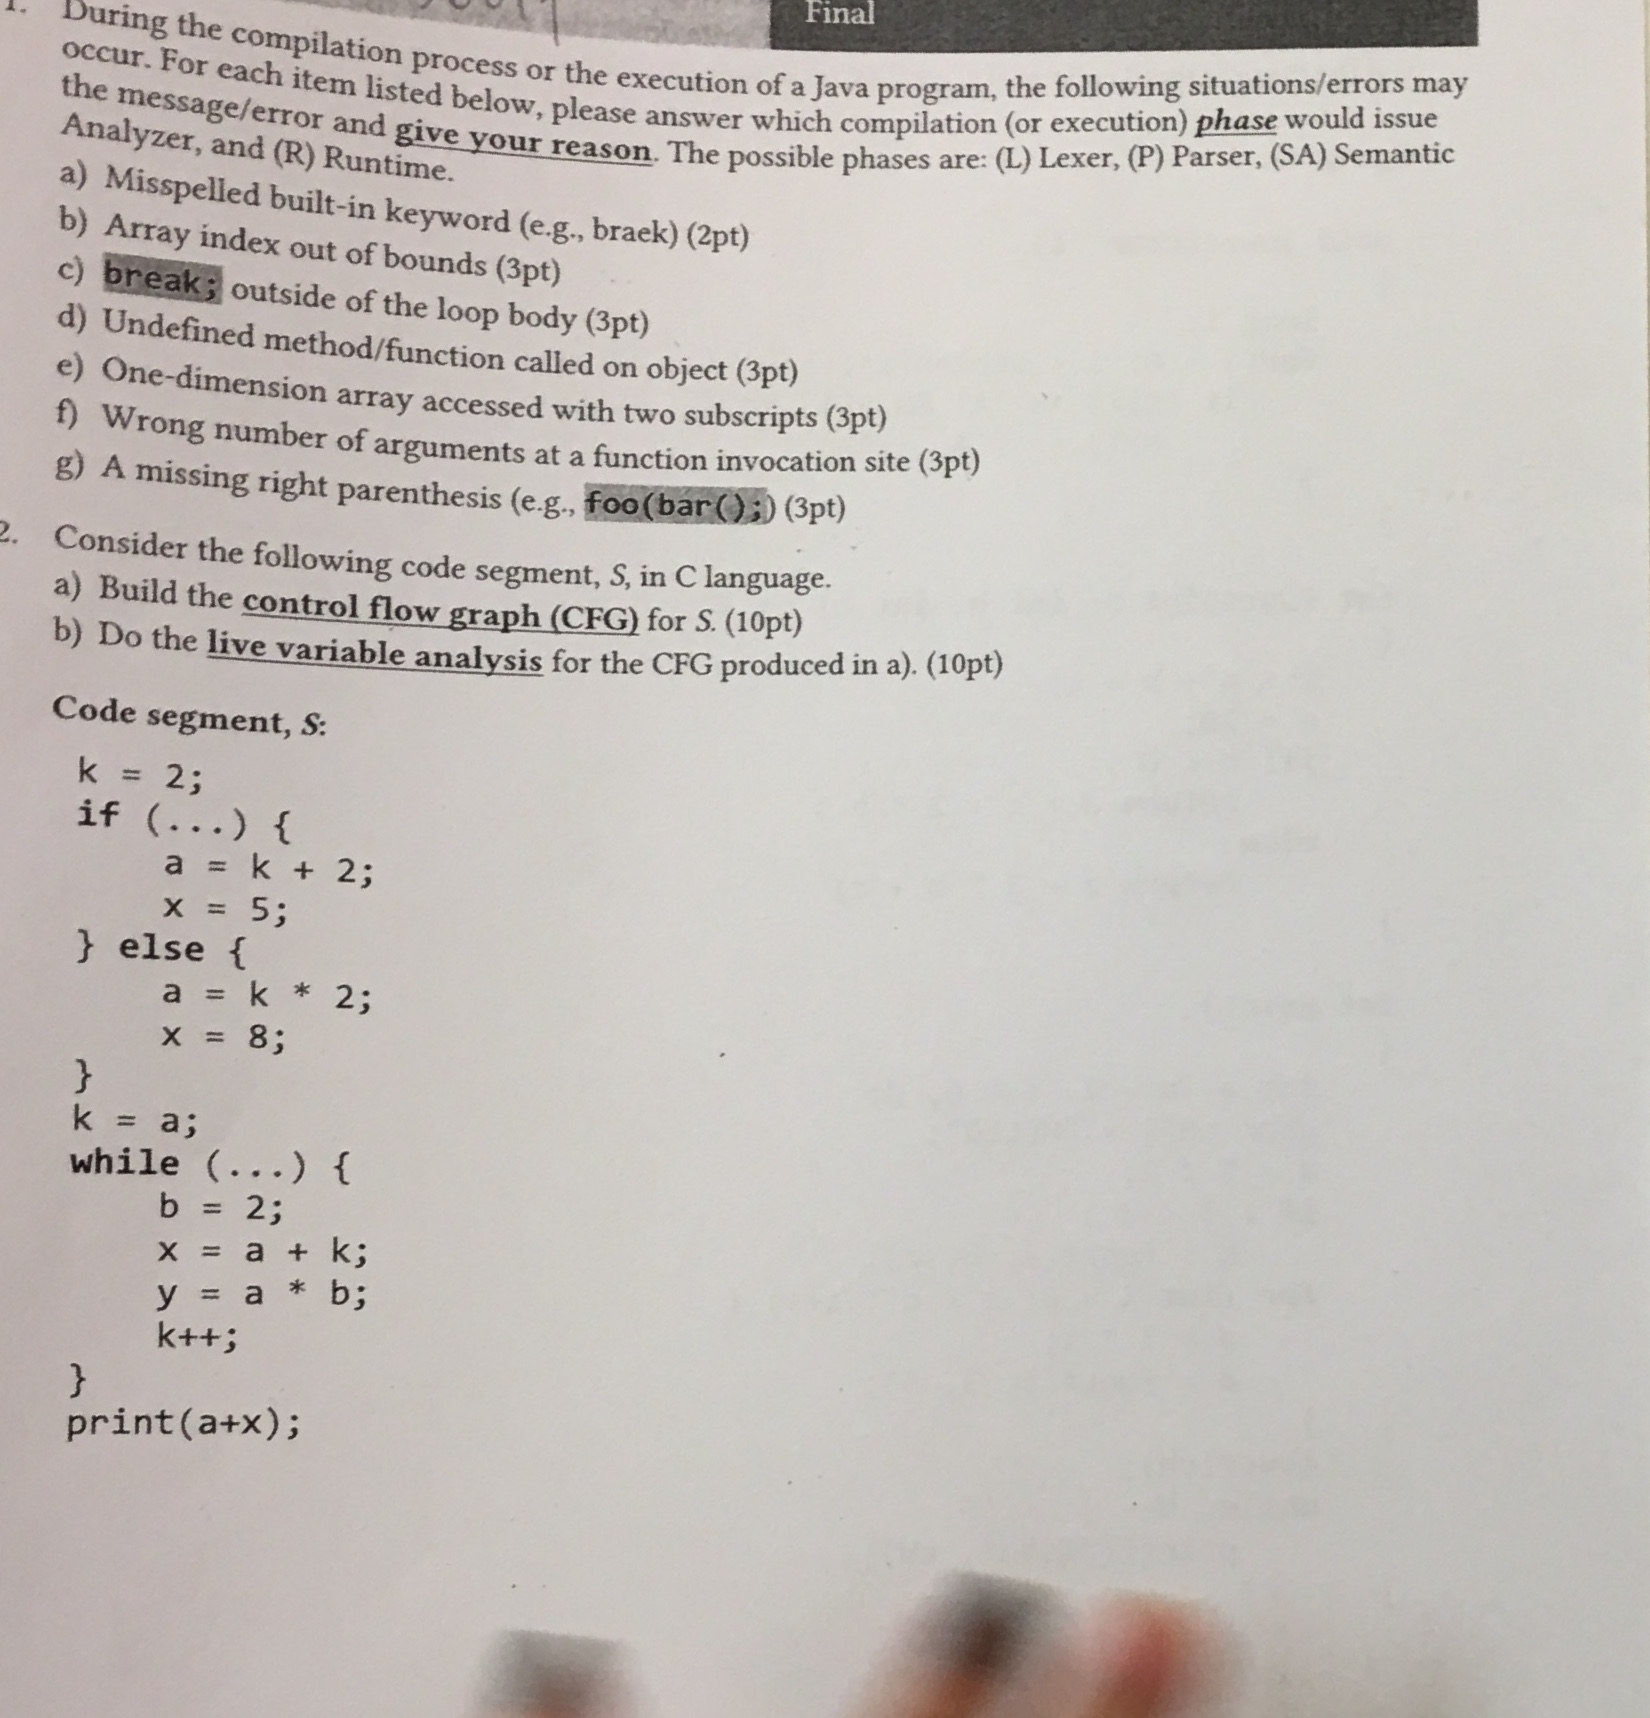 Final
1. During the compilation process or the execution of a Java program, the following situations/errors may
occur. For each item listed below, please answer which compilation (or execution) phase would issue
the message/error and give your reason. The possible phases are: (L) Lexer, (P) Parser, (SA) Semantic
Analyzer, and (R) Runtime.
a) Misspelled built-in keyword (e.g., braek) (2pt)
b) Array index out of bounds (3pt)
c) break; outside of the loop body (3pt)
d) Undefined method/function called on object (3pt)
e) One-dimension array accessed with two subscripts (3pt)
f) Wrong number of arguments at a function invocation site (3pt)
g) A missing right parenthesis (e.g., foo(bar();) (3pt)
2. Consider the following code segment, S, in C language.
a) Build the control flow graph (CFG) for S. (10pt)
b) Do the live variable analysis for the CFG produced in a). (10pt)
Code segment, S:
k = 2;
if (...) {
a = k + 2;
x = 5;
} else {
a = k * 2;
x = 8;
}
k = a;
while (...) {
b = 2;
x = a + k;
y = a * b;
k++;
}
print(a+x);